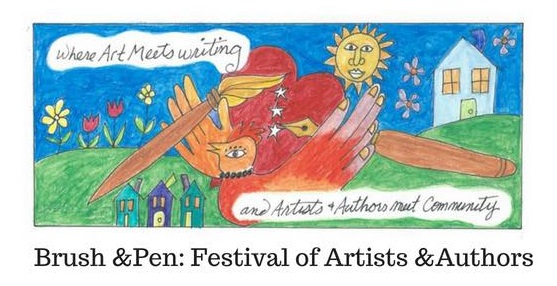 Where Art Meets writing
and Artists & Authors meet Community
Brush &Pen: Festival of Artists &Authors